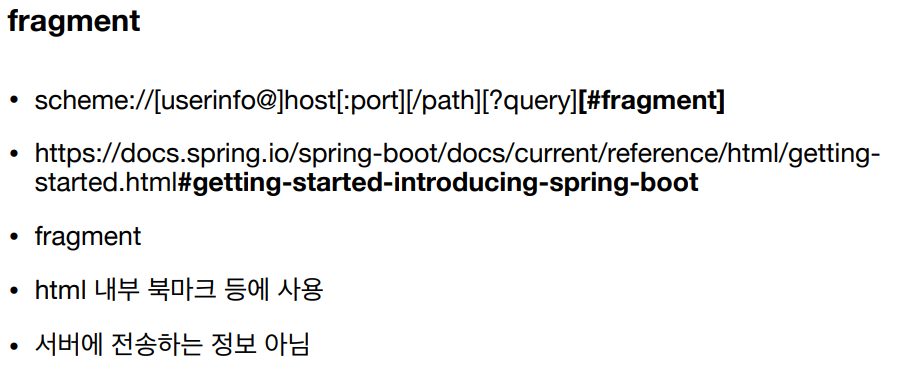 fragment
• scheme://[userinfo@]host[:port][/path][?query][#fragment]
• https://docs.spring.io/spring-boot/docs/current/reference/html/getting-
started.html#getting-started-introducing-spring-boot
• fragment
• html 내부 북마크 등에 사용
• 서버에 전송하는 정보 아님